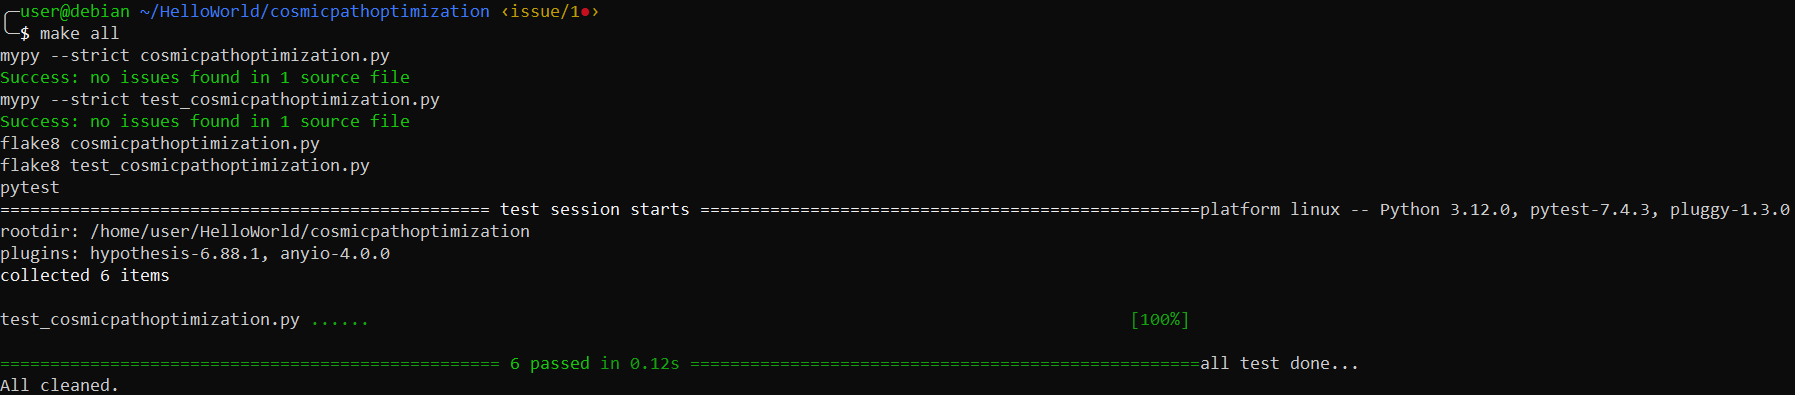 ╭─user@debian ~/HelloWorld/cosmicpathoptimization ‹issue/1●›
╰─$ make all
mypy --strict cosmicpathoptimization.py
Success: no issues found in 1 source file
mypy --strict test_cosmicpathoptimization.py
Success: no issues found in 1 source file
flake8 cosmicpathoptimization.py
flake8 test_cosmicpathoptimization.py
pytest
================================================= test session starts ==================================================platform linux -- Python 3.12.0, pytest-7.4.3, pluggy-1.3.0
rootdir: /home/user/HelloWorld/cosmicpathoptimization
plugins: hypothesis-6.88.1, anyio-4.0.0
collected 6 items
test_cosmicpathoptimization.py ...... [100%]
================================================== 6 passed in 0.12s ===================================================all test done...
All cleaned.